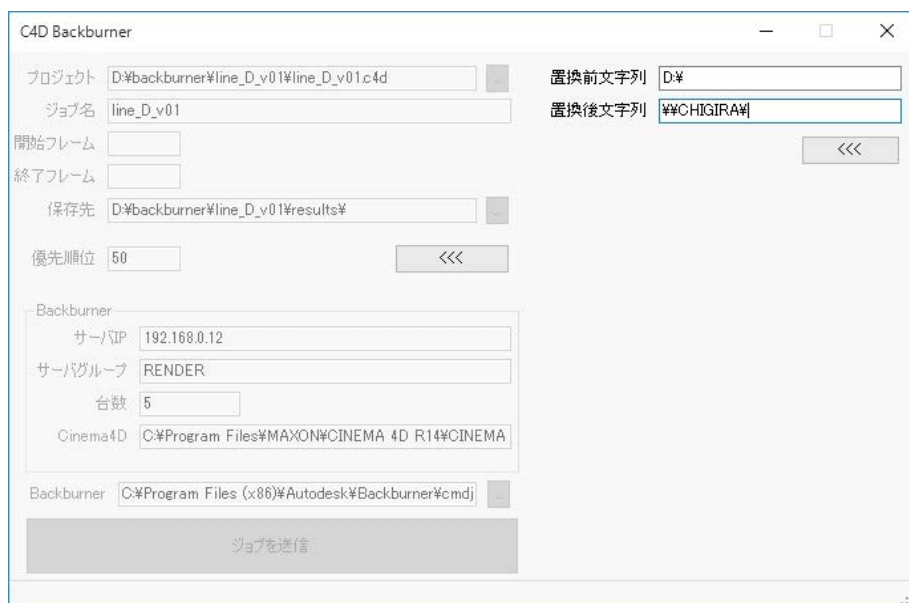 C4D Backburner
プロジェクト D:¥backburner¥line_D_v01¥line_D_v01.c4d ...
ジョブ名 line_D_v01
開始フレーム
終了フレーム
保存先 D:¥backburner¥line_D_v01¥results¥ ...
優先順位 50 <<<
Backburner
サーバIP 192.168.0.12
サーバグループ RENDER
台数 5
Cinema4D C:¥Program Files¥MAXON¥CINEMA 4D R14¥CINEMA
Backburner C:¥Program Files (x86)¥Autodesk¥Backburner¥cmdj ...
ジョブを送信
置換前文字列 D:¥
置換後文字列 ¥¥CHIGIRA¥
<<<